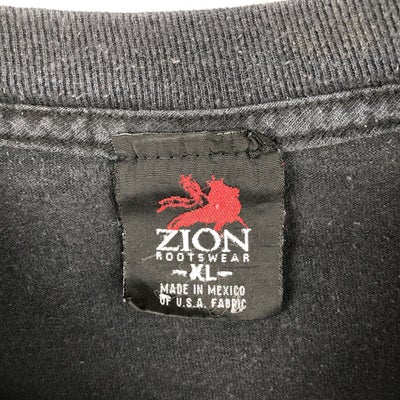 ZION
ROOTSWEAR
-XL-
MADE IN MEXICO
OF U.S.A. FABRIC